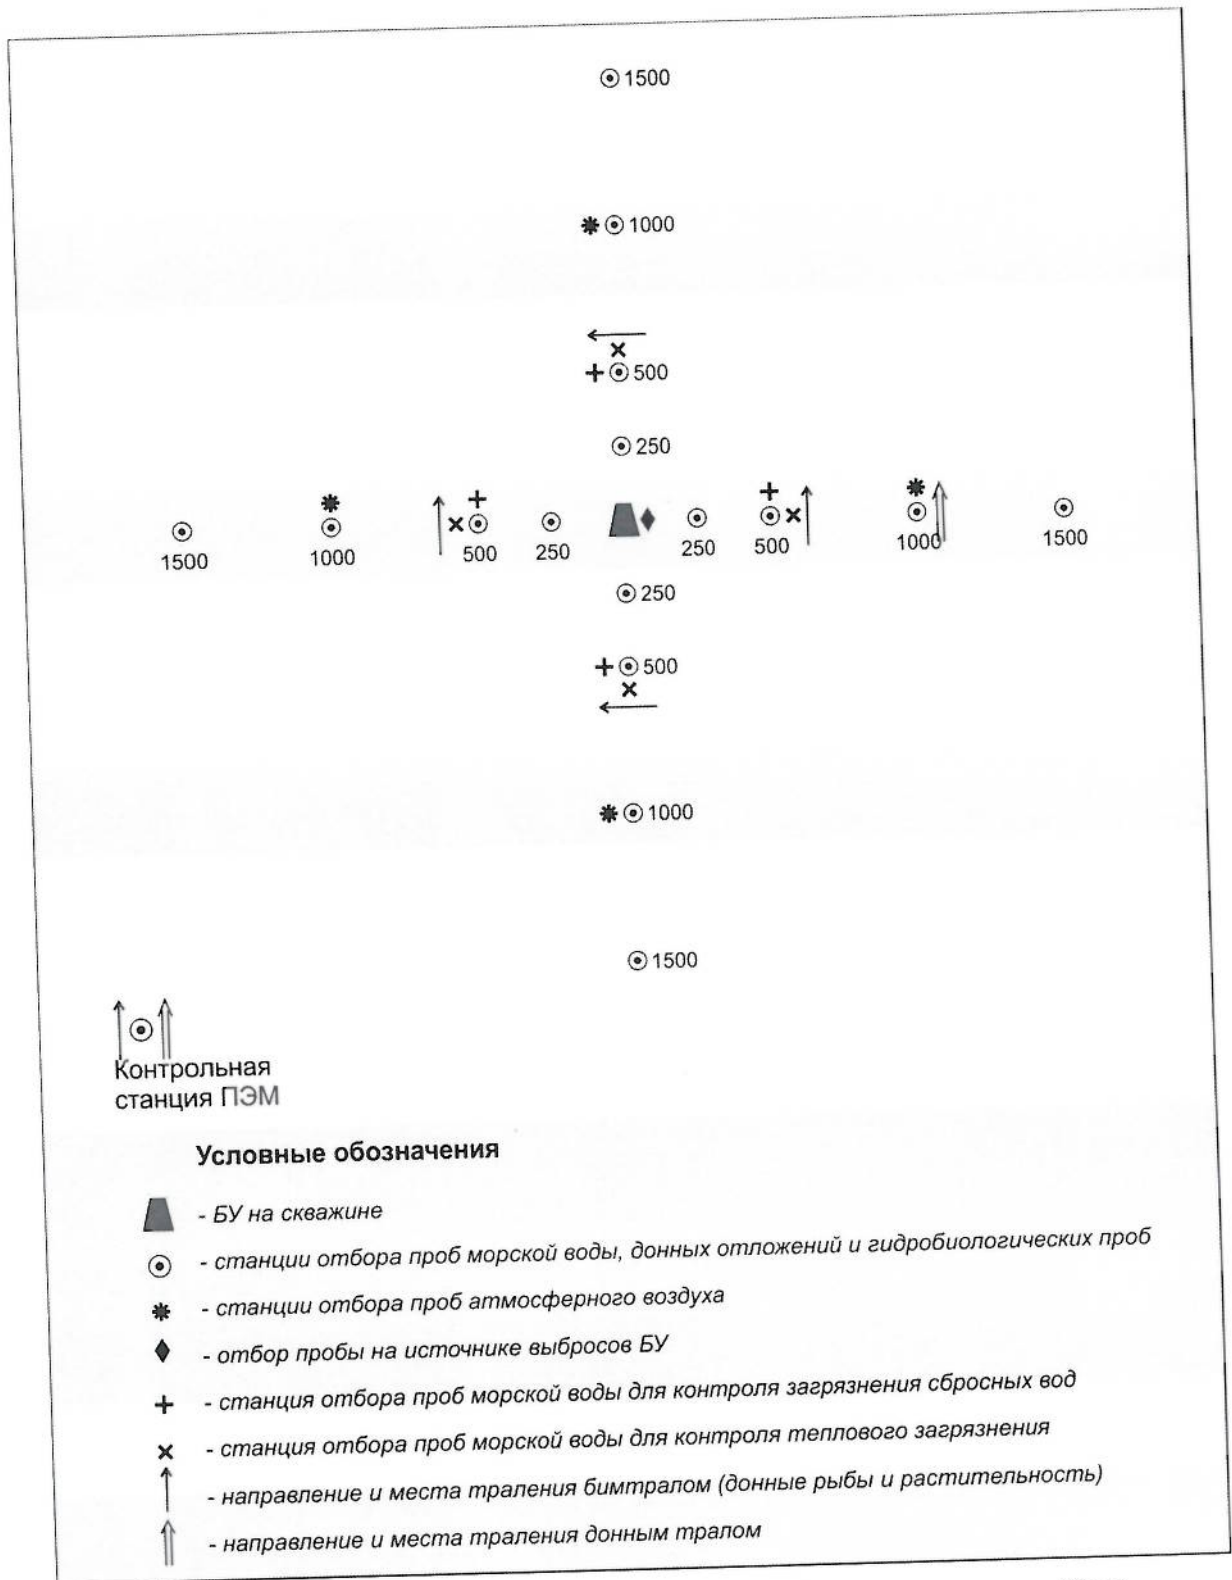 1500
1000
500
250
1500
1000
500
250
250
500
1000
1500
250
500
1000
1500
Контрольная
станция ПЭМ
Условные обозначения
- БУ на скважине
- станции отбора проб морской воды, донных отложений и гидробиологических проб
- станции отбора проб атмосферного воздуха
- отбор пробы на источнике выбросов БУ
- станция отбора проб морской воды для контроля загрязнения сбросных вод
- станция отбора проб морской воды для контроля теплового загрязнения
- направление и места траления бимтралом (донные рыбы и растительность)
- направление и места траления донным тралом